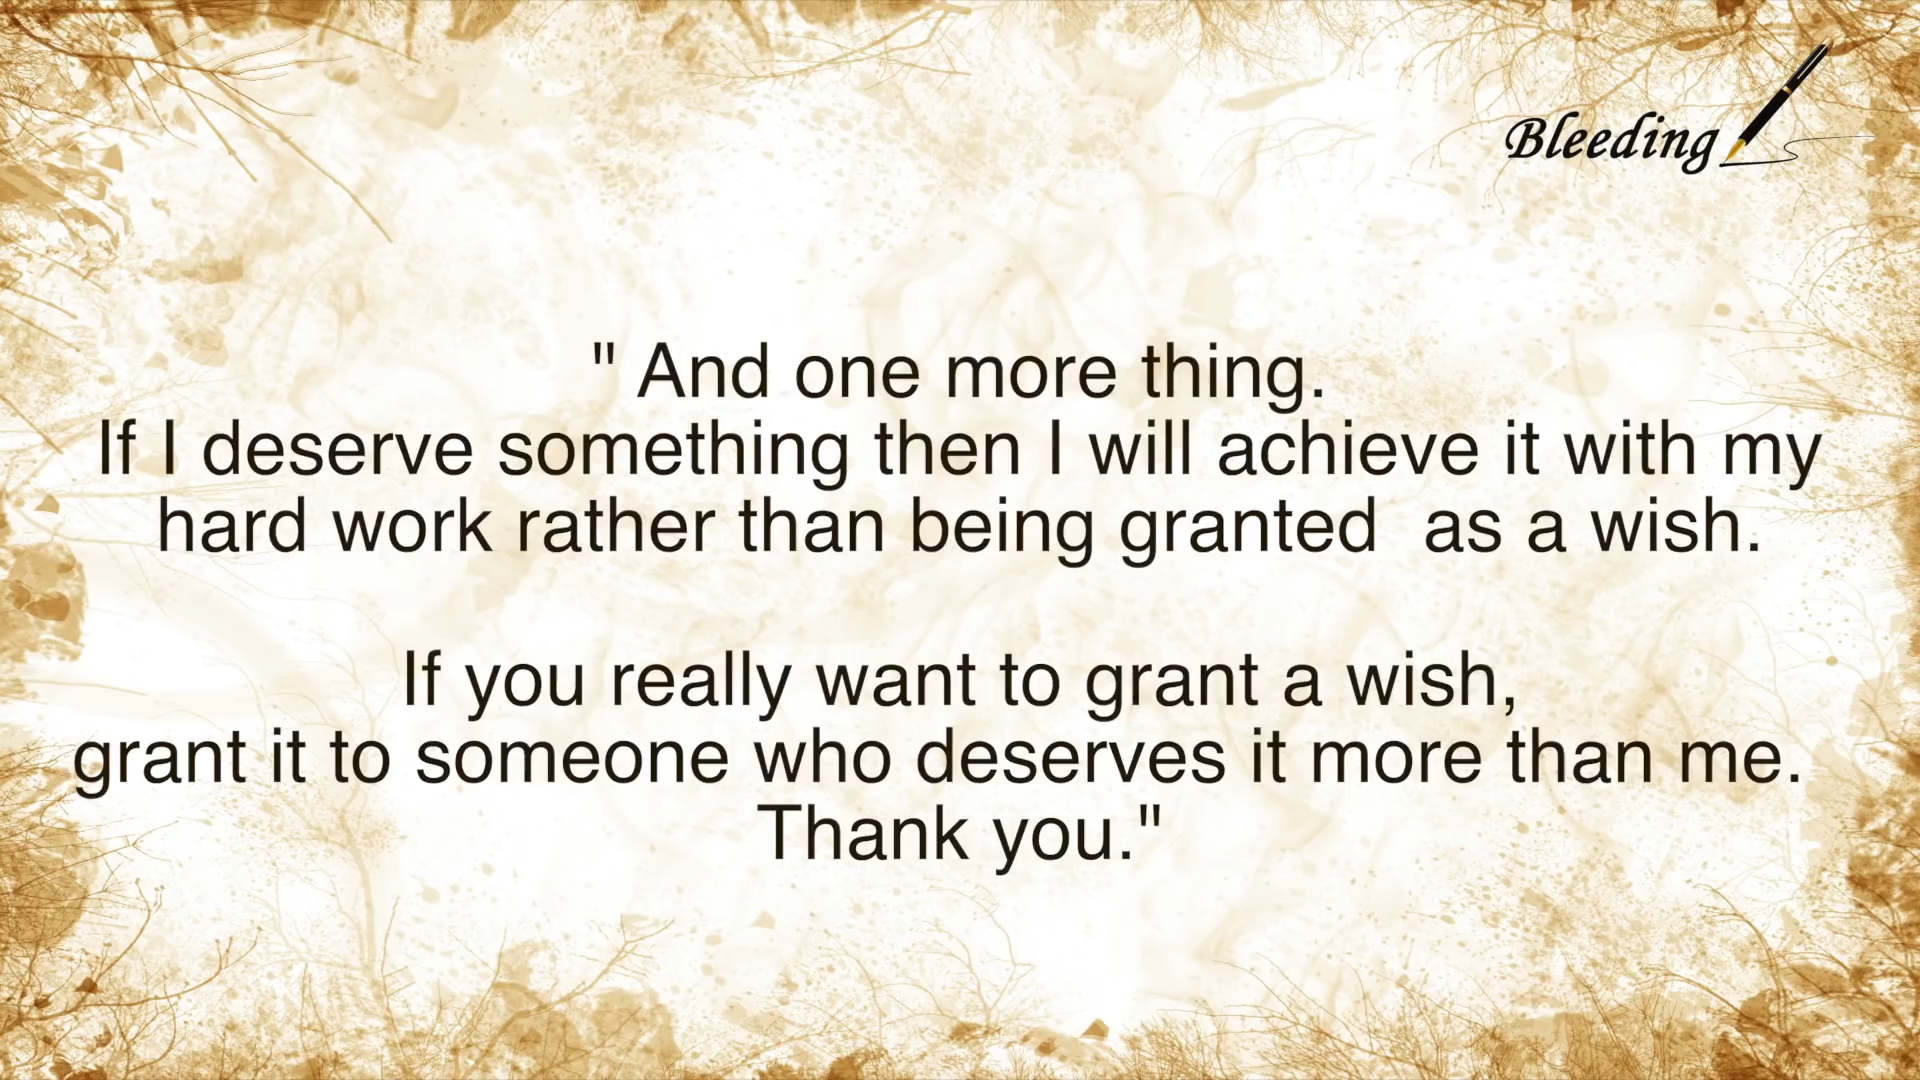 Bleeding
" And one more thing.
If I deserve something then I will achieve it with my
hard work rather than being granted  as a wish.
If you really want to grant a wish,
grant it to someone who deserves it more than me.
Thank you."